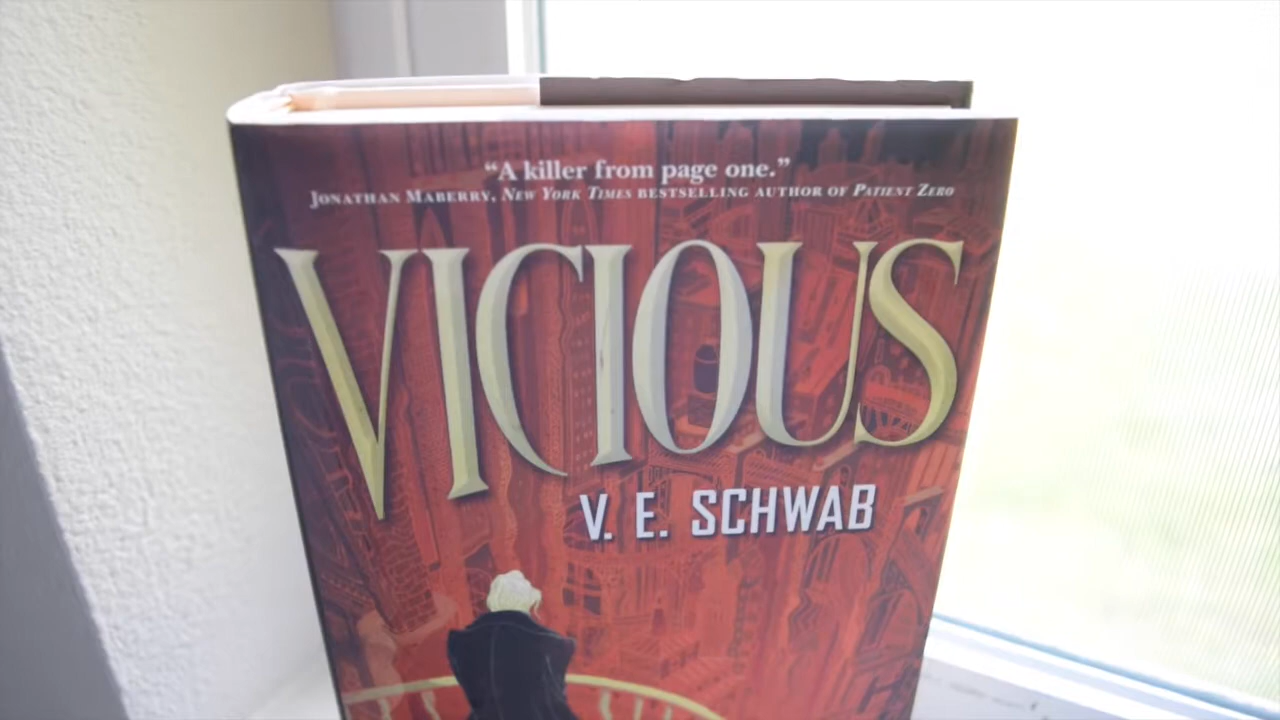 “A killer from page one.”
JONATHAN MABERRY, NEW YORK TIMES BESTSELLING AUTHOR OF PATIENT ZERO
VICIOUS
V. E. SCHWAB